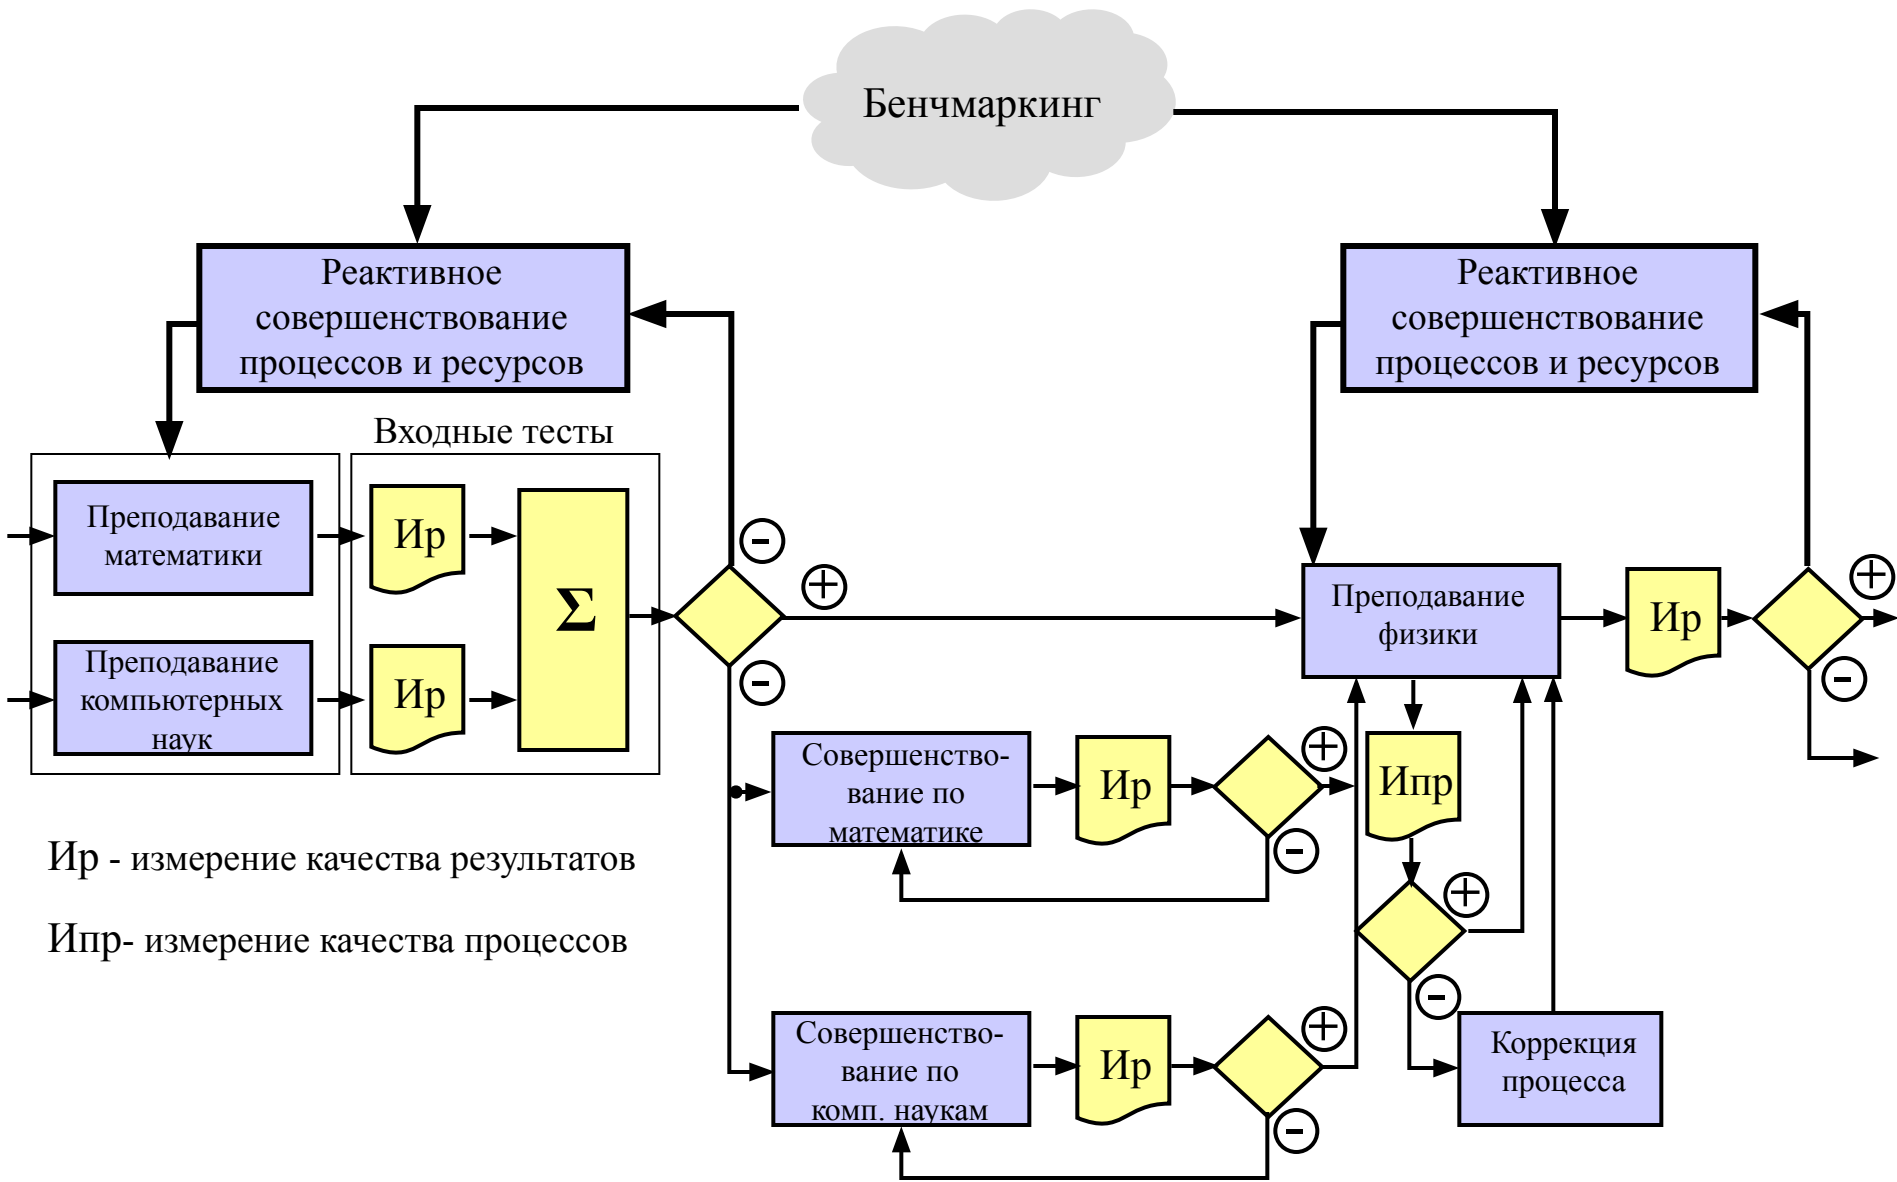 Бенчмаркинг
Реактивное
совершенствование
процессов и ресурсов
Реактивное
совершенствование
процессов и ресурсов
Входные тесты
Преподавание
математики
Ир
Σ
-
+
Преподавание
компьютерных
наук
Ир
-
Преподавание
физики
Ир
+
-
Совершенство-
вание по
математике
Ир
+
-
Ипр
+
-
Ир - измерение качества результатов
Ипр- измерение качества процессов
Совершенство-
вание по
комп. наукам
Ир
+
-
Коррекция
процесса